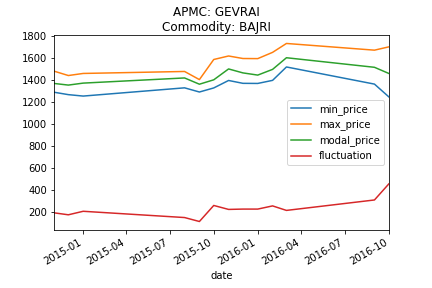 APMC: GEVRAI
Commodity: BAJRI
1800
1600
1400
1200
1000
800
600
400
200
min_price
max_price
modal_price
fluctuation
2015-01
2015-04
2015-07
2015-10
2016-01
2016-04
2016-07
2016-10
date